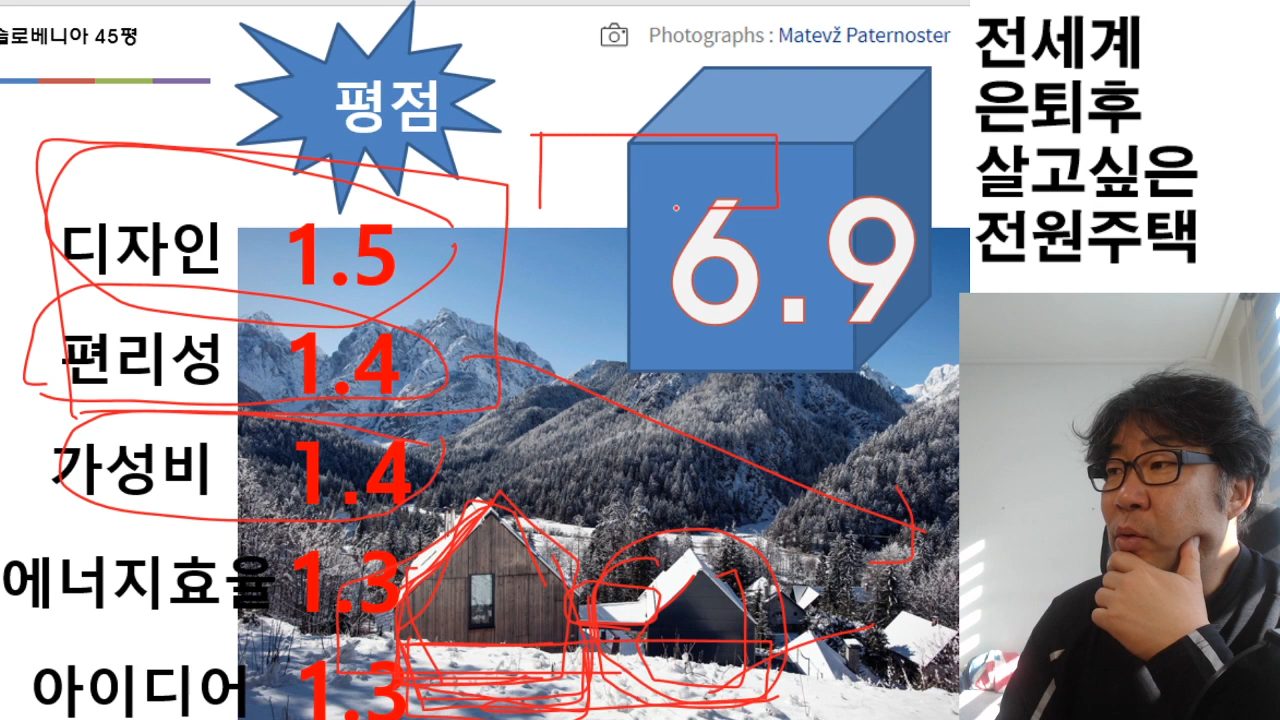 슬로베니아 45평
Photographs : Matevž Paternoster
전세계
은퇴후
살고싶은
전원주택
평점
6.9
디자인 1.5
편리성 1.4
가성비 1.4
에너지효율 1.3
아이디어 1.3